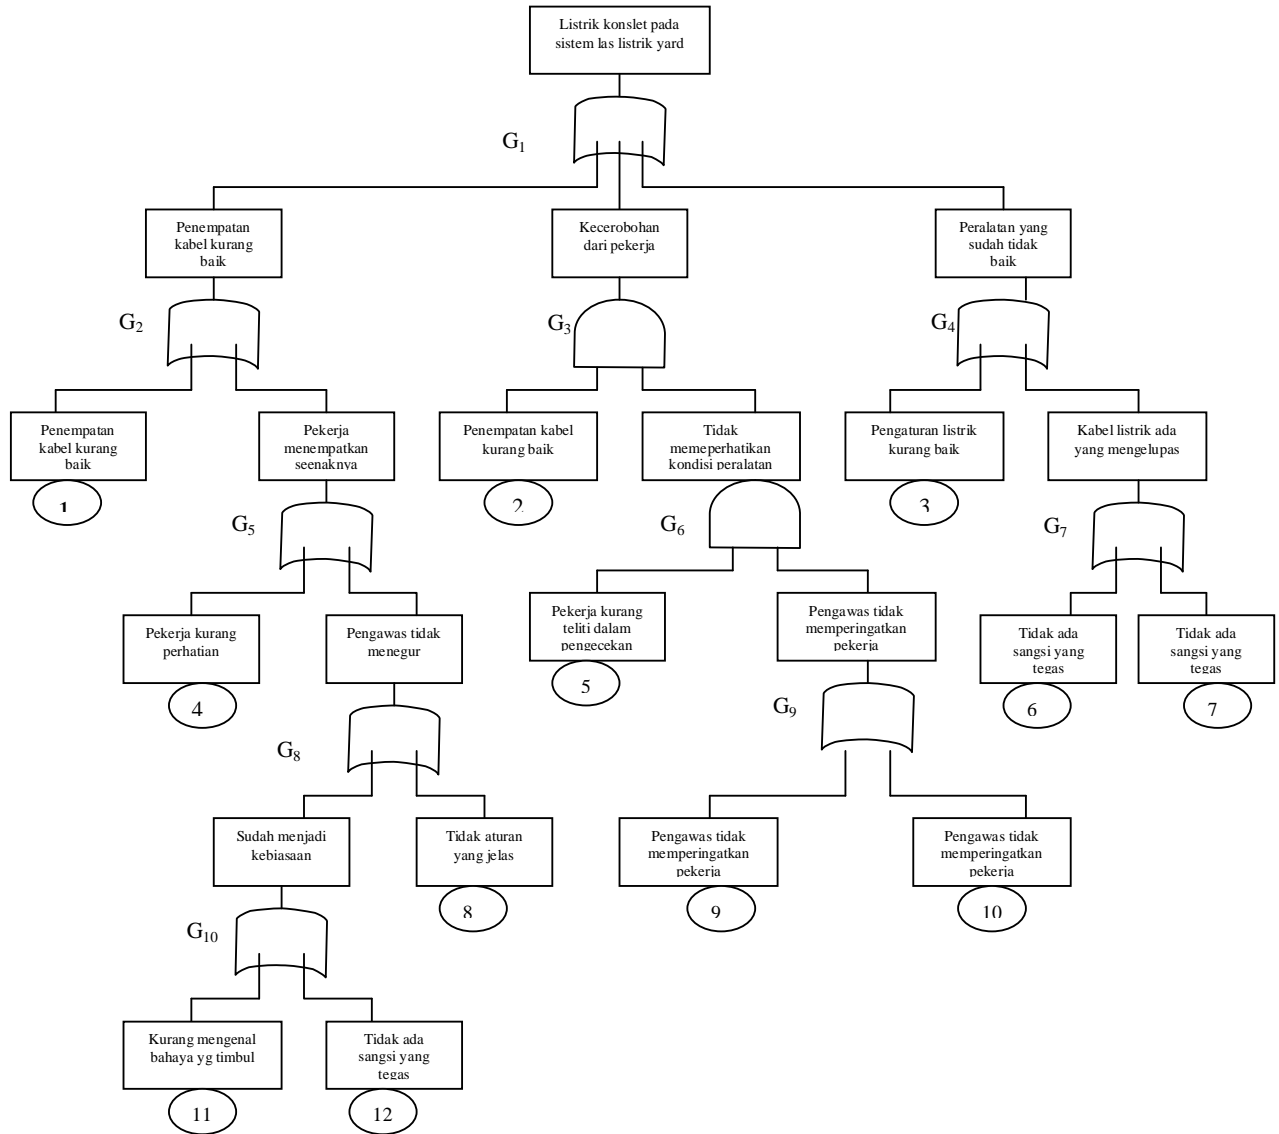 Listrik konslet pada
sistem las listrik yard
G1
Penempatan
kabel kurang
baik
Kecerobohan
dari pekerja
Peralatan yang
sudah tidak
baik
G2
G3
G4
Penempatan
kabel kurang
baik
1
Pekerja
menempatkan
seenaknya
Penempatan kabel
kurang baik
2
Tidak
memeperhatikan
kondisi peralatan
Pengaturan listrik
kurang baik
3
Kabel listrik ada
yang mengelupas
G5
G6
G7
Pekerja kurang
perhatian
4
Pengawas tidak
menegur
Pekerja kurang
teliti dalam
pengecekan
5
Pengawas tidak
memperingatkan
pekerja
Tidak ada
sangsi yang
tegas
6
Tidak ada
sangsi yang
tegas
7
G8
G9
Sudah menjadi
kebiasaan
Tidak aturan
yang jelas
8
Pengawas tidak
memperingatkan
pekerja
9
Pengawas tidak
memperingatkan
pekerja
10
G10
Kurang mengenal
bahaya yg timbul
11
Tidak ada
sangsi yang
tegas
12